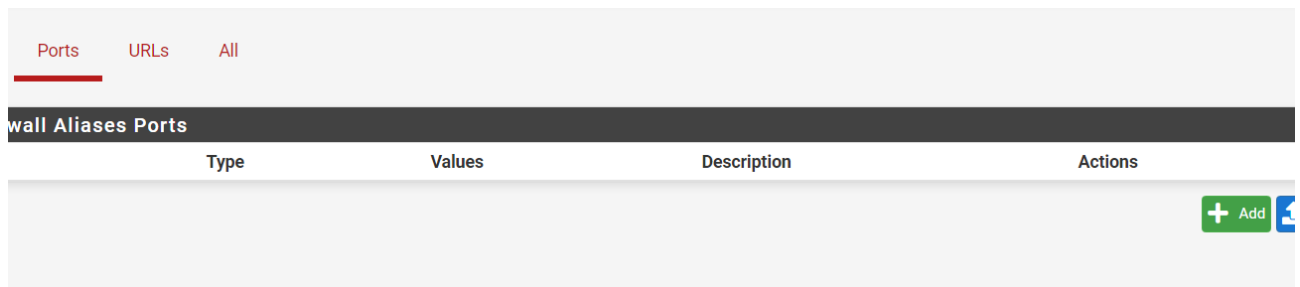 Ports URLs All
wall Aliases Ports
Type Values Description Actions
Add